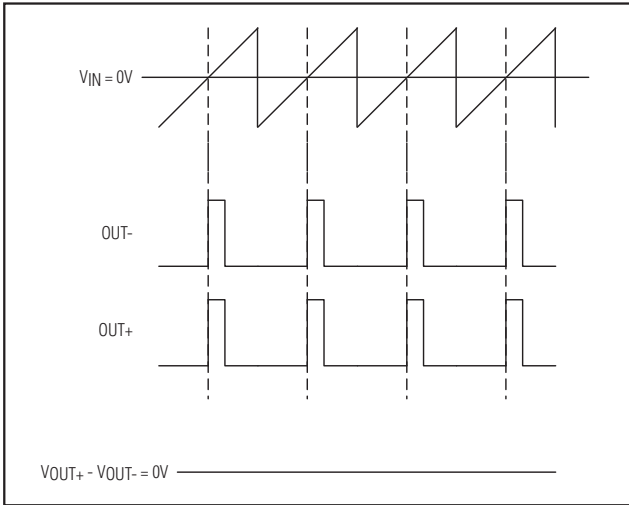 VIN = 0V
OUT-
OUT+
VOUT+ - VOUT- = 0V